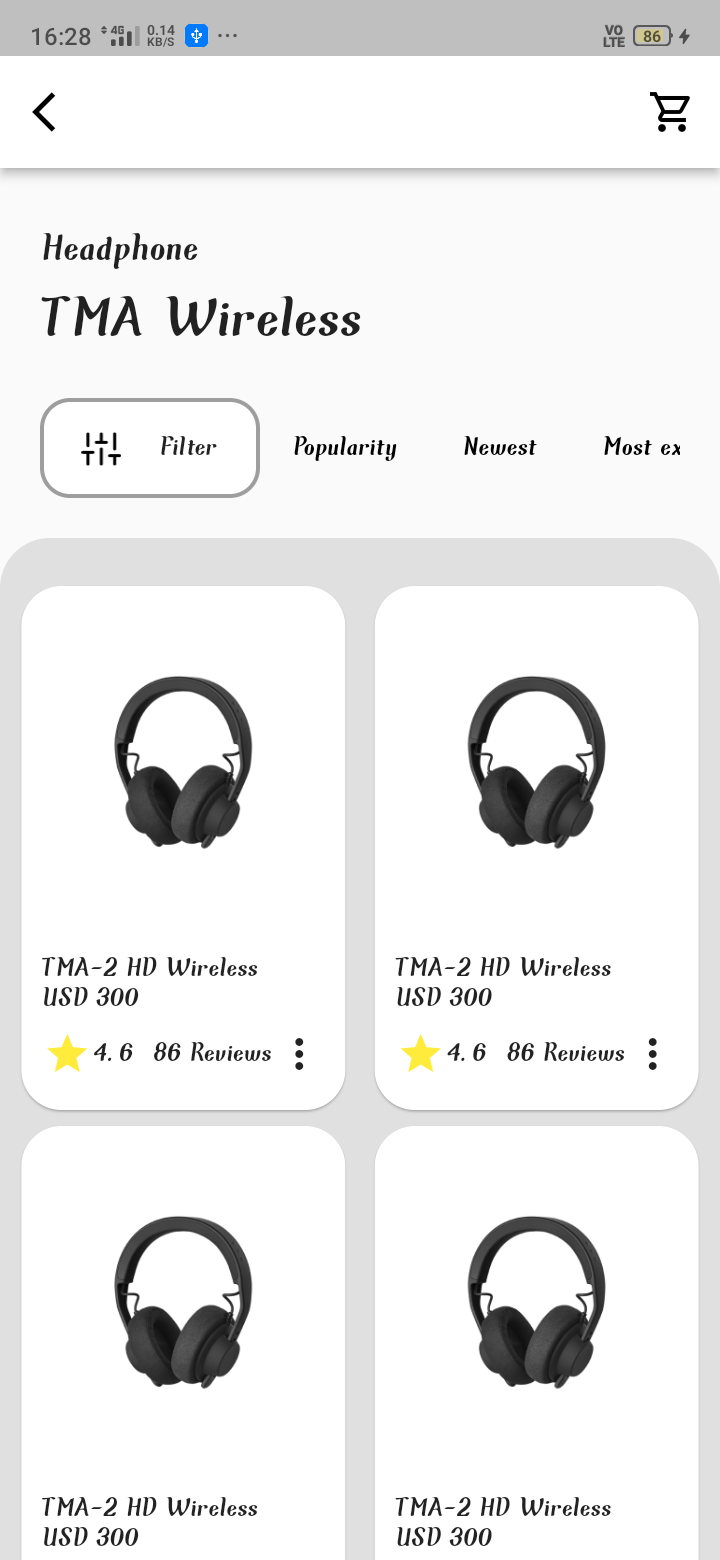 16:28 4G 0.14 KB/S ··· VO LTE 86
Headphone
TMA Wireless
Filter Popularity Newest Most ex
TMA-2 HD Wireless TMA-2 HD Wireless
USD 300 USD 300
4.6 86 Reviews 4.6 86 Reviews
TMA-2 HD Wireless TMA-2 HD Wireless
USD 300 USD 300